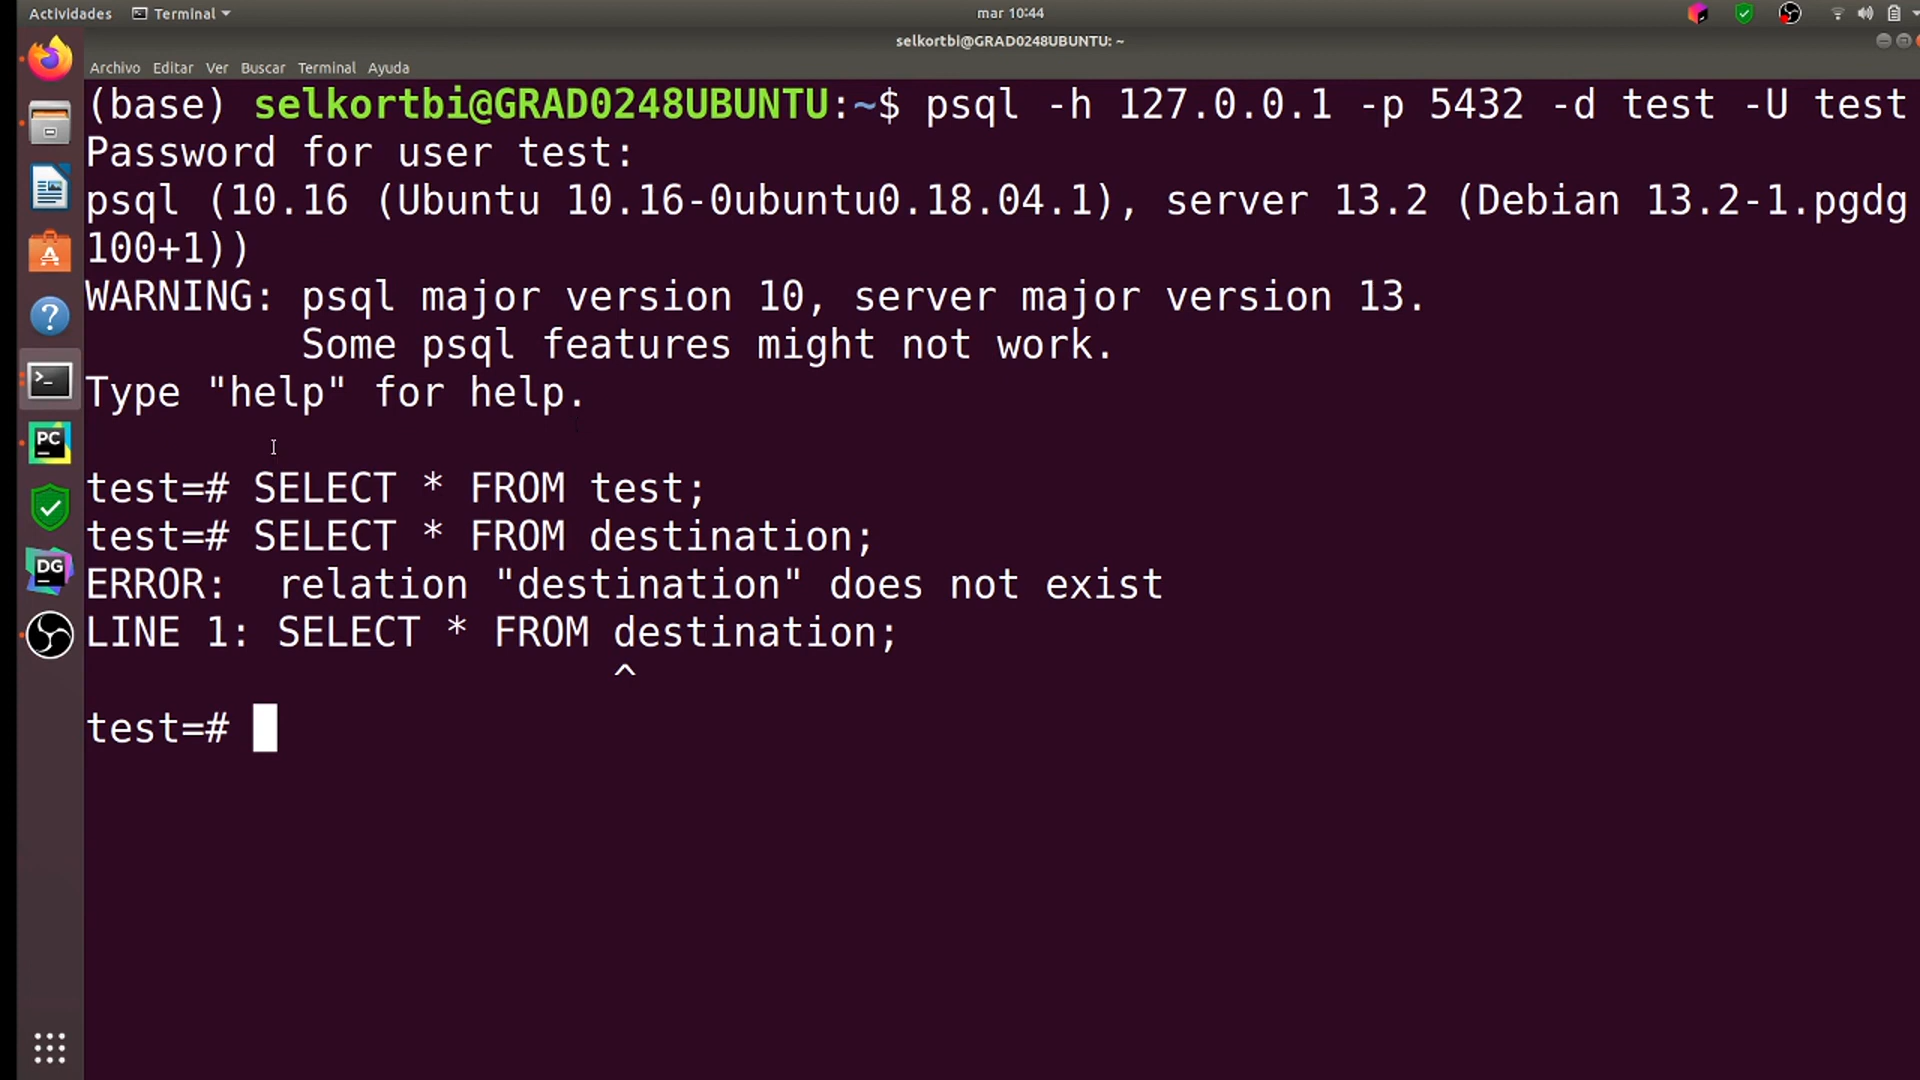 Actividades Terminal mar 10:44
selkortbi@GRAD0248UBUNTU: ~
Archivo Editar Ver Buscar Terminal Ayuda
(base) selkortbi@GRAD0248UBUNTU:~$ psql -h 127.0.0.1 -p 5432 -d test -U test
Password for user test:
psql (10.16 (Ubuntu 10.16-0ubuntu0.18.04.1), server 13.2 (Debian 13.2-1.pgdg
100+1))
WARNING: psql major version 10, server major version 13.
Some psql features might not work.
Type "help" for help.
test=# SELECT * FROM test;
test=# SELECT * FROM destination;
ERROR:  relation "destination" does not exist
LINE 1: SELECT * FROM destination;
^
test=#
PC
DG